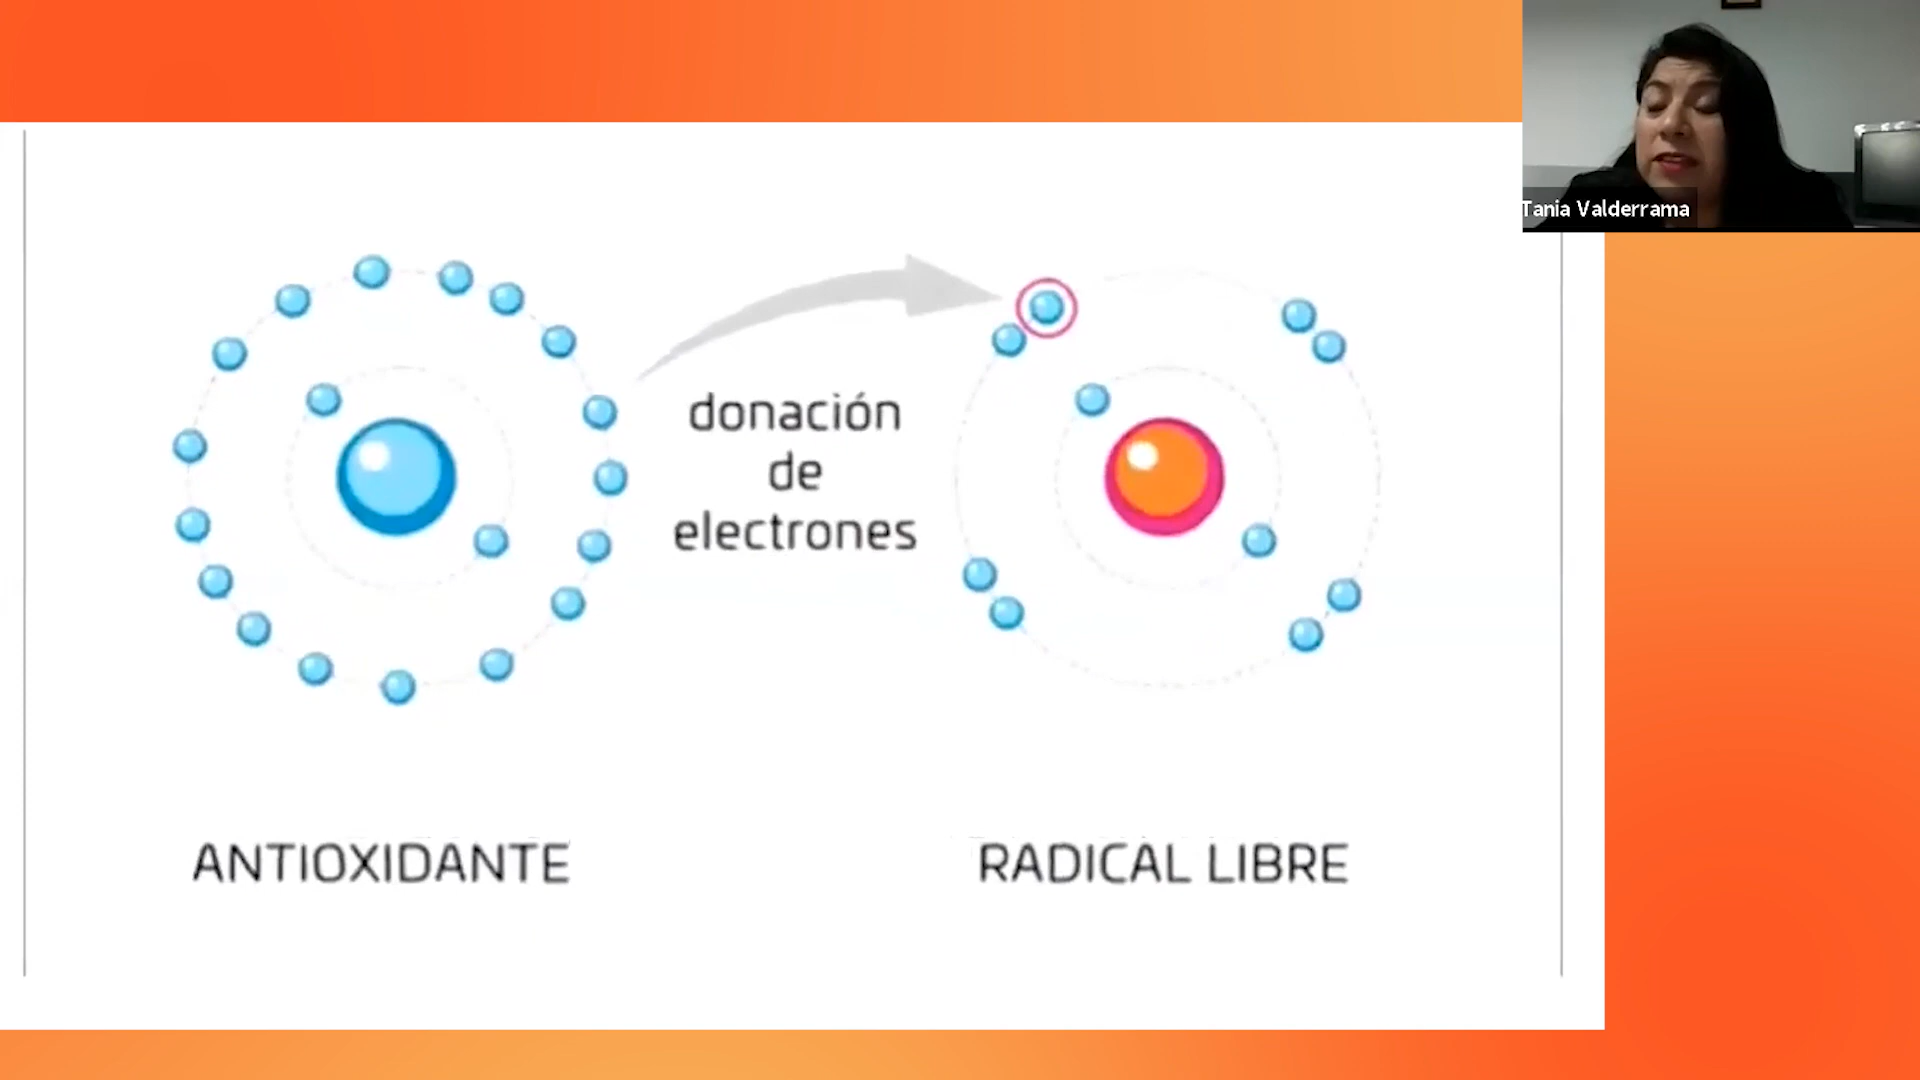 Tania Valderrama
donación
de
electrones
ANTIOXIDANTE
RADICAL LIBRE